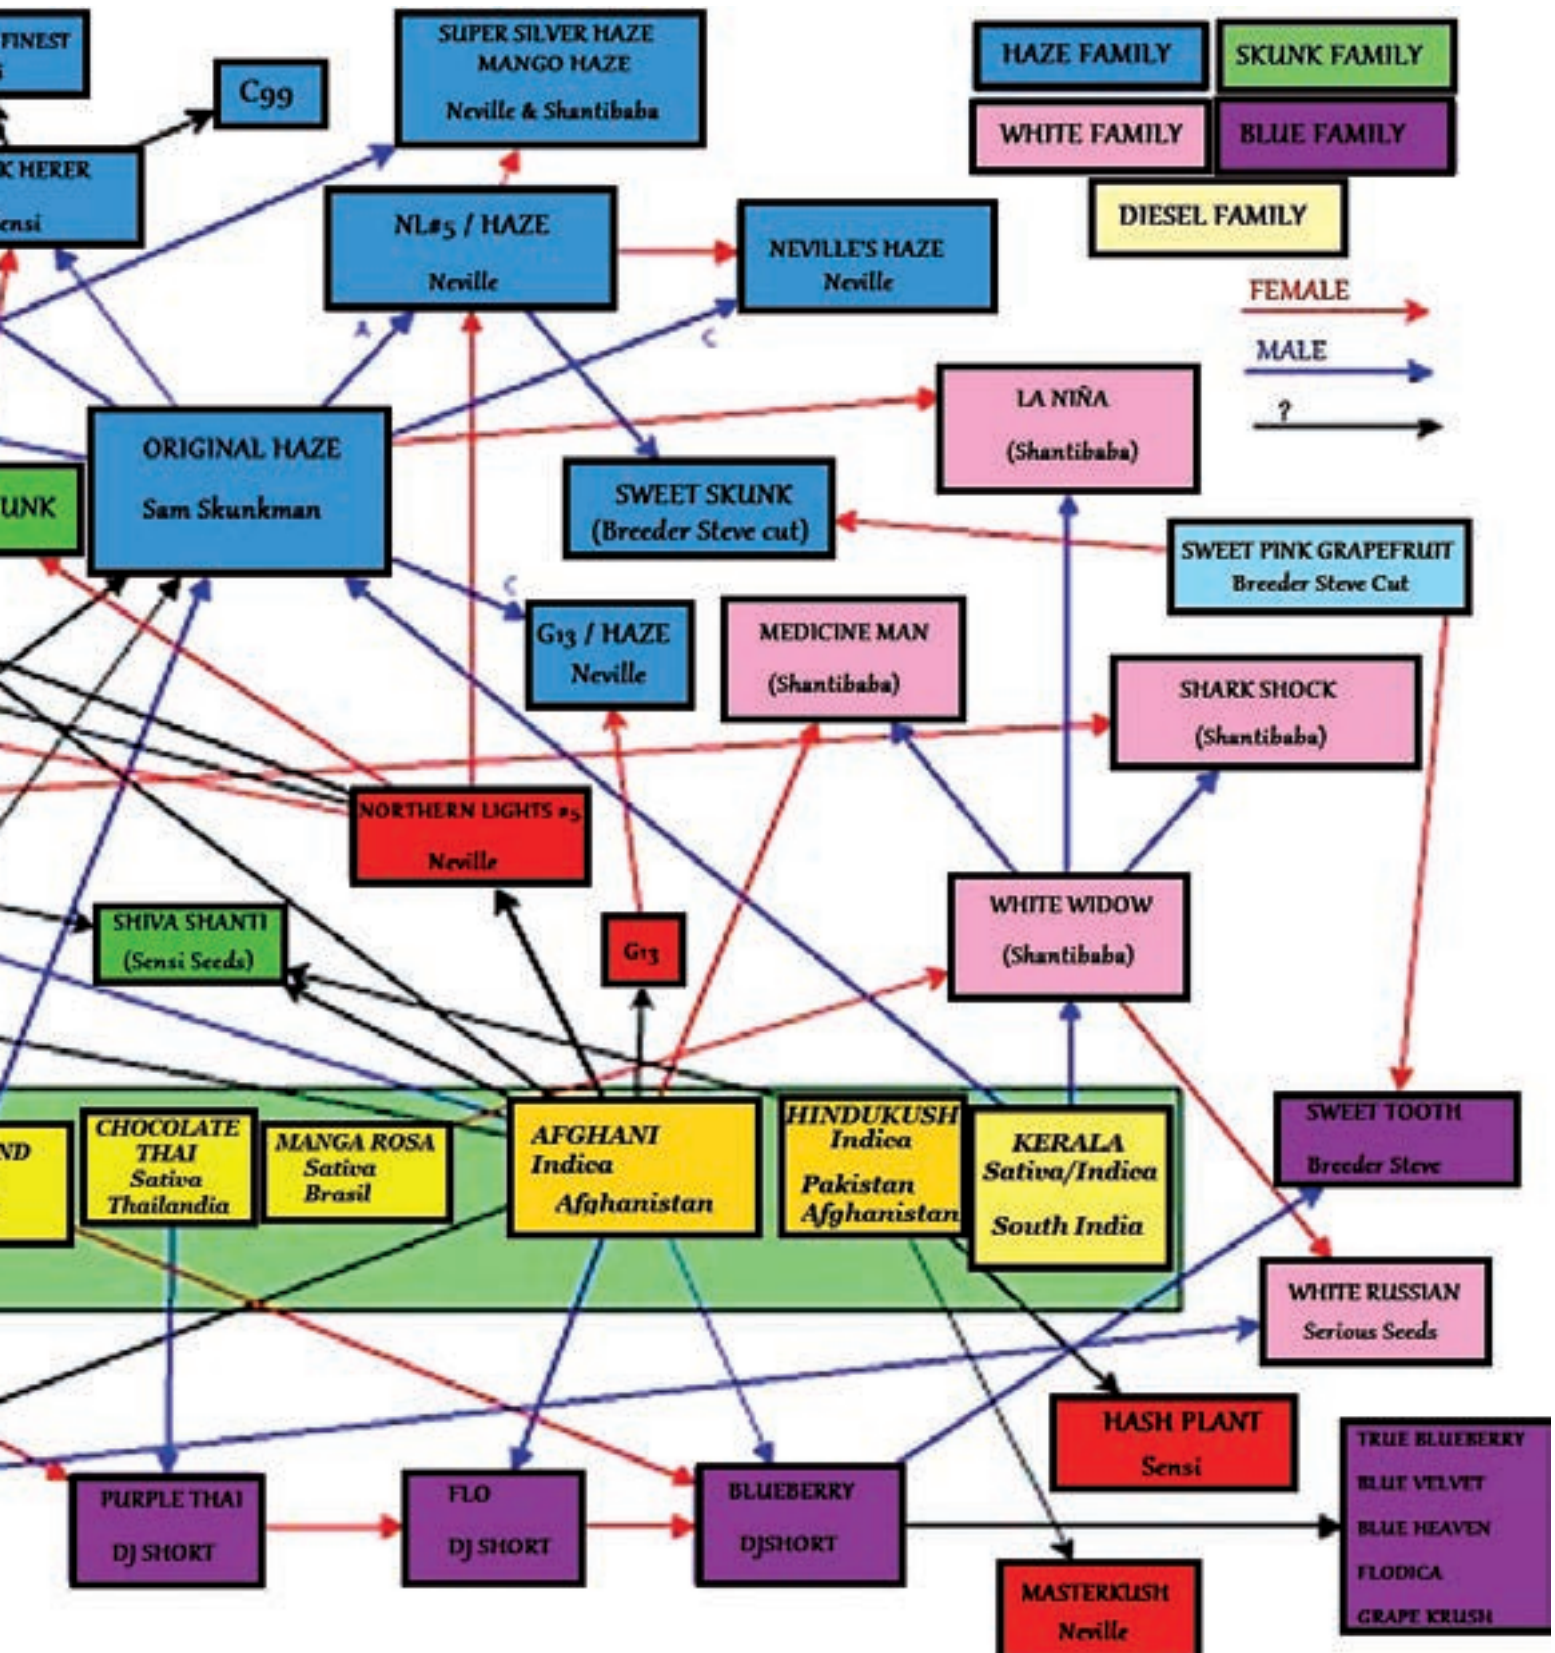 FINEST
C99
SUPER SILVER HAZE
MANGO HAZE
Neville & Shantibaba
HAZE FAMILY
SKUNK FAMILY
WHITE FAMILY
BLUE FAMILY
DIESEL FAMILY
FEMALE
MALE
?
K HERER
ensi
NL#5 / HAZE
Neville
NEVILLE'S HAZE
Neville
A
C
LA NIÑA
(Shantibaba)
ORIGINAL HAZE
Sam Skunkman
UNK
SWEET SKUNK
(Breeder Steve cut)
SWEET PINK GRAPEFRUIT
Breeder Steve Cut
C
G13 / HAZE
Neville
MEDICINE MAN
(Shantibaba)
SHARK SHOCK
(Shantibaba)
NORTHERN LIGHTS #5
Neville
SHIVA SHANTI
(Sensi Seeds)
G13
WHITE WIDOW
(Shantibaba)
ND
CHOCOLATE
THAI
Sativa
Thailandia
MANGA ROSA
Sativa
Brasil
AFGHANI
Indica
Afghanistan
HINDUKUSH
Indica
Pakistan
Afghanistan
KERALA
Sativa/Indica
South India
SWEET TOOTH
Breeder Steve
WHITE RUSSIAN
Serious Seeds
HASH PLANT
Sensi
PURPLE THAI
DJ SHORT
FLO
DJ SHORT
BLUEBERRY
DJSHORT
MASTERKUSH
Neville
TRUE BLUEBERRY
BLUE VELVET
BLUE HEAVEN
FLODICA
GRAPE KRUSH